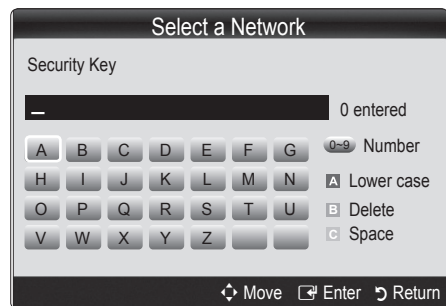 Select a Network
Security Key
_ 0 entered
A B C D E F G 0~9 Number
H I J K L M N A Lower case
O P Q R S T U B Delete
V W X Y Z C Space
Move Enter Return